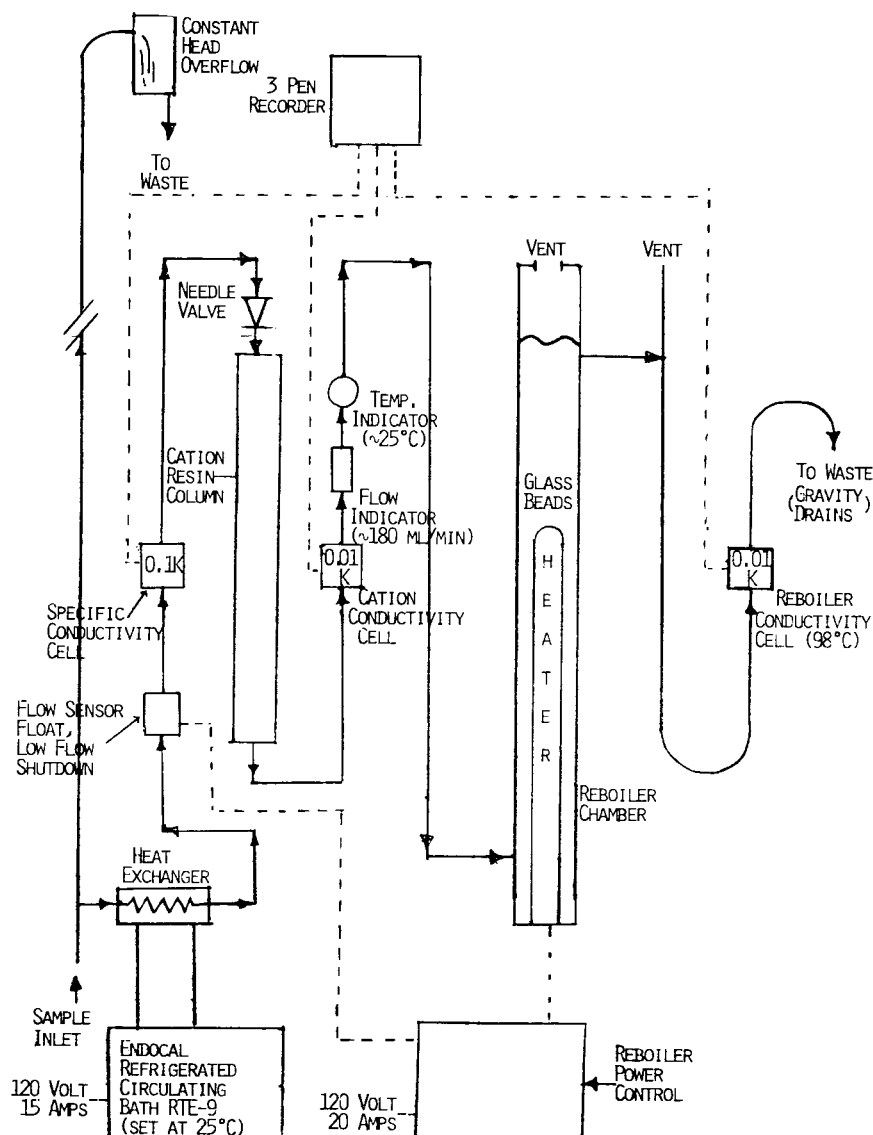 CONSTANT
HEAD
OVERFLOW
3 PEN
RECORDER
TO
WASTE
VENT
VENT
NEEDLE
VALVE
TEMP.
INDICATOR
(~25°C)
CATION
RESIN
COLUMN
FLOW
INDICATOR
(~180 ML/MIN)
GLASS
BEADS
TO WASTE
(GRAVITY
DRAINS)
0.1K
0.01
K
HEATER
0.01
K
SPECIFIC
CONDUCTIVITY
CELL
CATION
CONDUCTIVITY
CELL
REBOILER
CONDUCTIVITY
CELL (98°C)
FLOW SENSOR
FLOAT,
LOW FLOW
SHUTDOWN
REBOILER
CHAMBER
HEAT
EXCHANGER
SAMPLE
INLET
ENDOCAL
REFRIGERATED
CIRCULATING
BATH RTE-9
(SET AT 25°C)
120 VOLT
15 AMPS
120 VOLT
20 AMPS
REBOILER
POWER
CONTROL